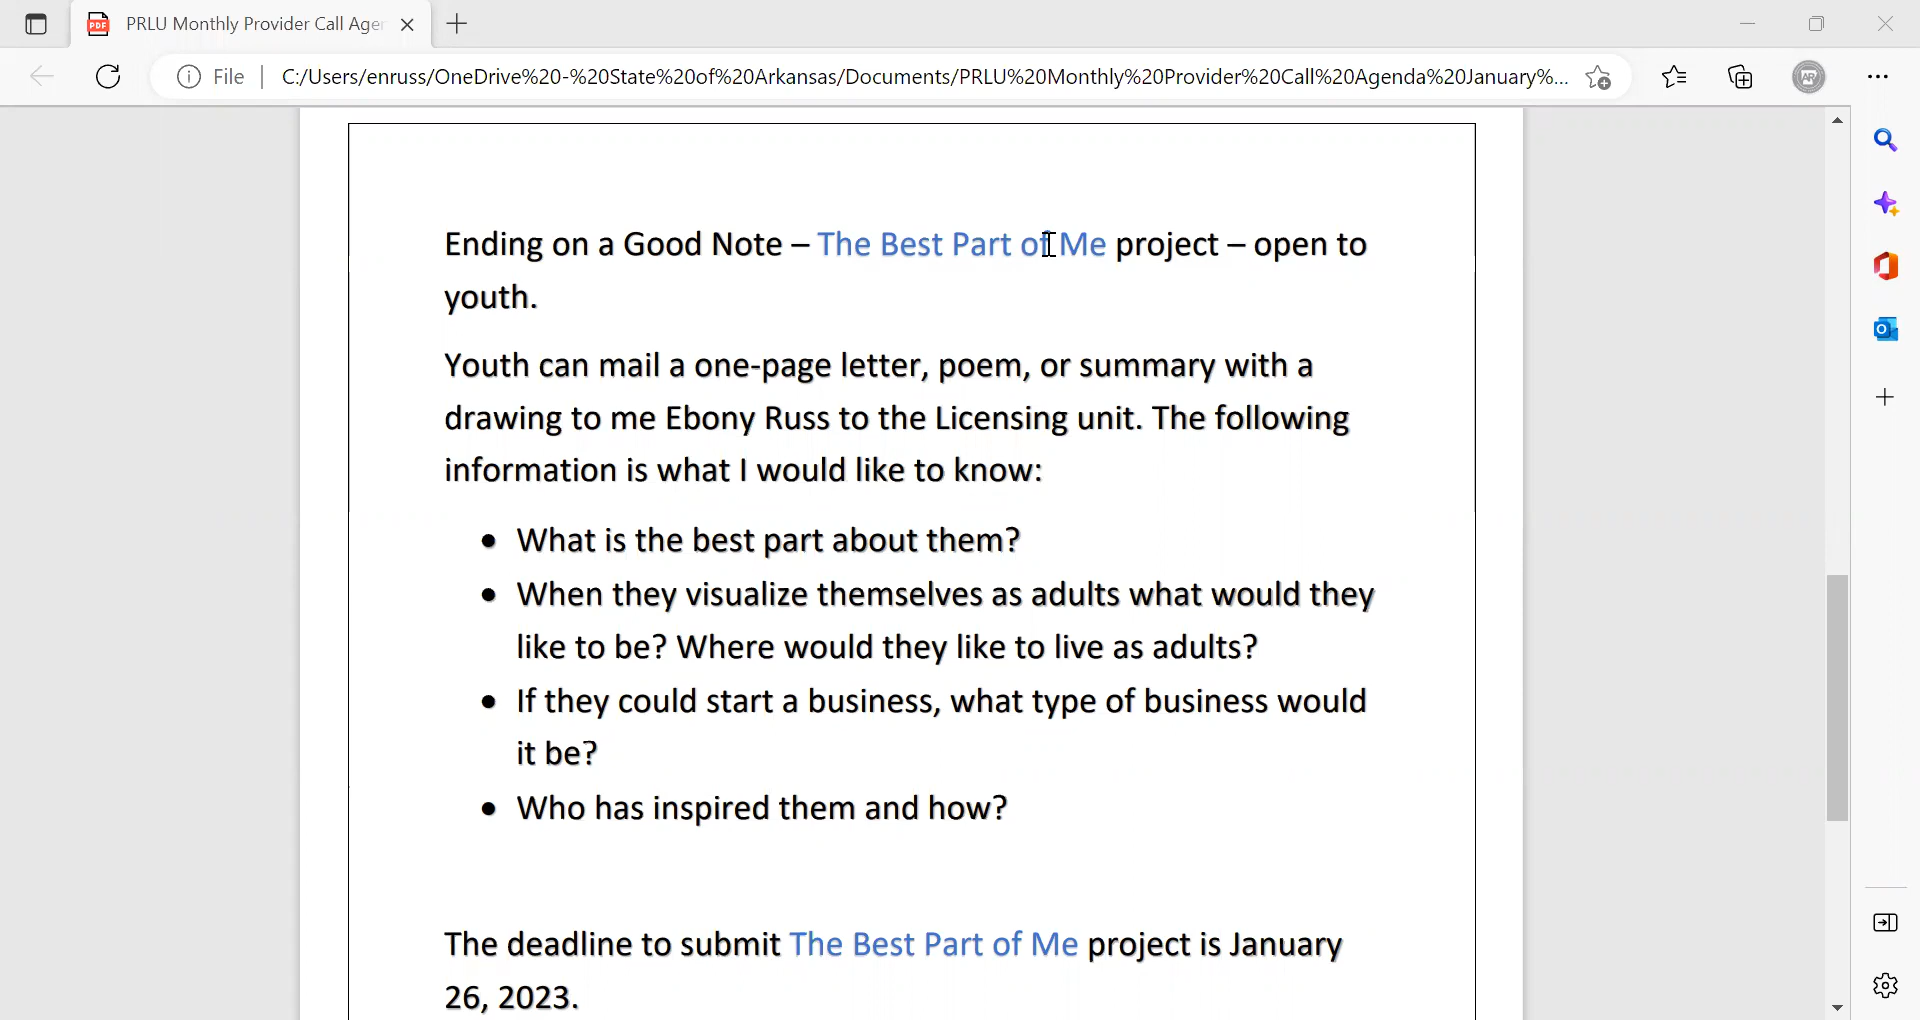 PRLU Monthly Provider Call Ager
File
C:/Users/enruss/OneDrive%20-%20State%20of%20Arkansas/Documents/PRLU%20Monthly%20Provider%20Call%20Agenda%20January%...
Ending on a Good Note – The Best Part of Me project – open to
youth.
Youth can mail a one-page letter, poem, or summary with a
drawing to me Ebony Russ to the Licensing unit. The following
information is what I would like to know:
• What is the best part about them?
• When they visualize themselves as adults what would they
like to be? Where would they like to live as adults?
• If they could start a business, what type of business would
it be?
• Who has inspired them and how?
The deadline to submit The Best Part of Me project is January
26, 2023.